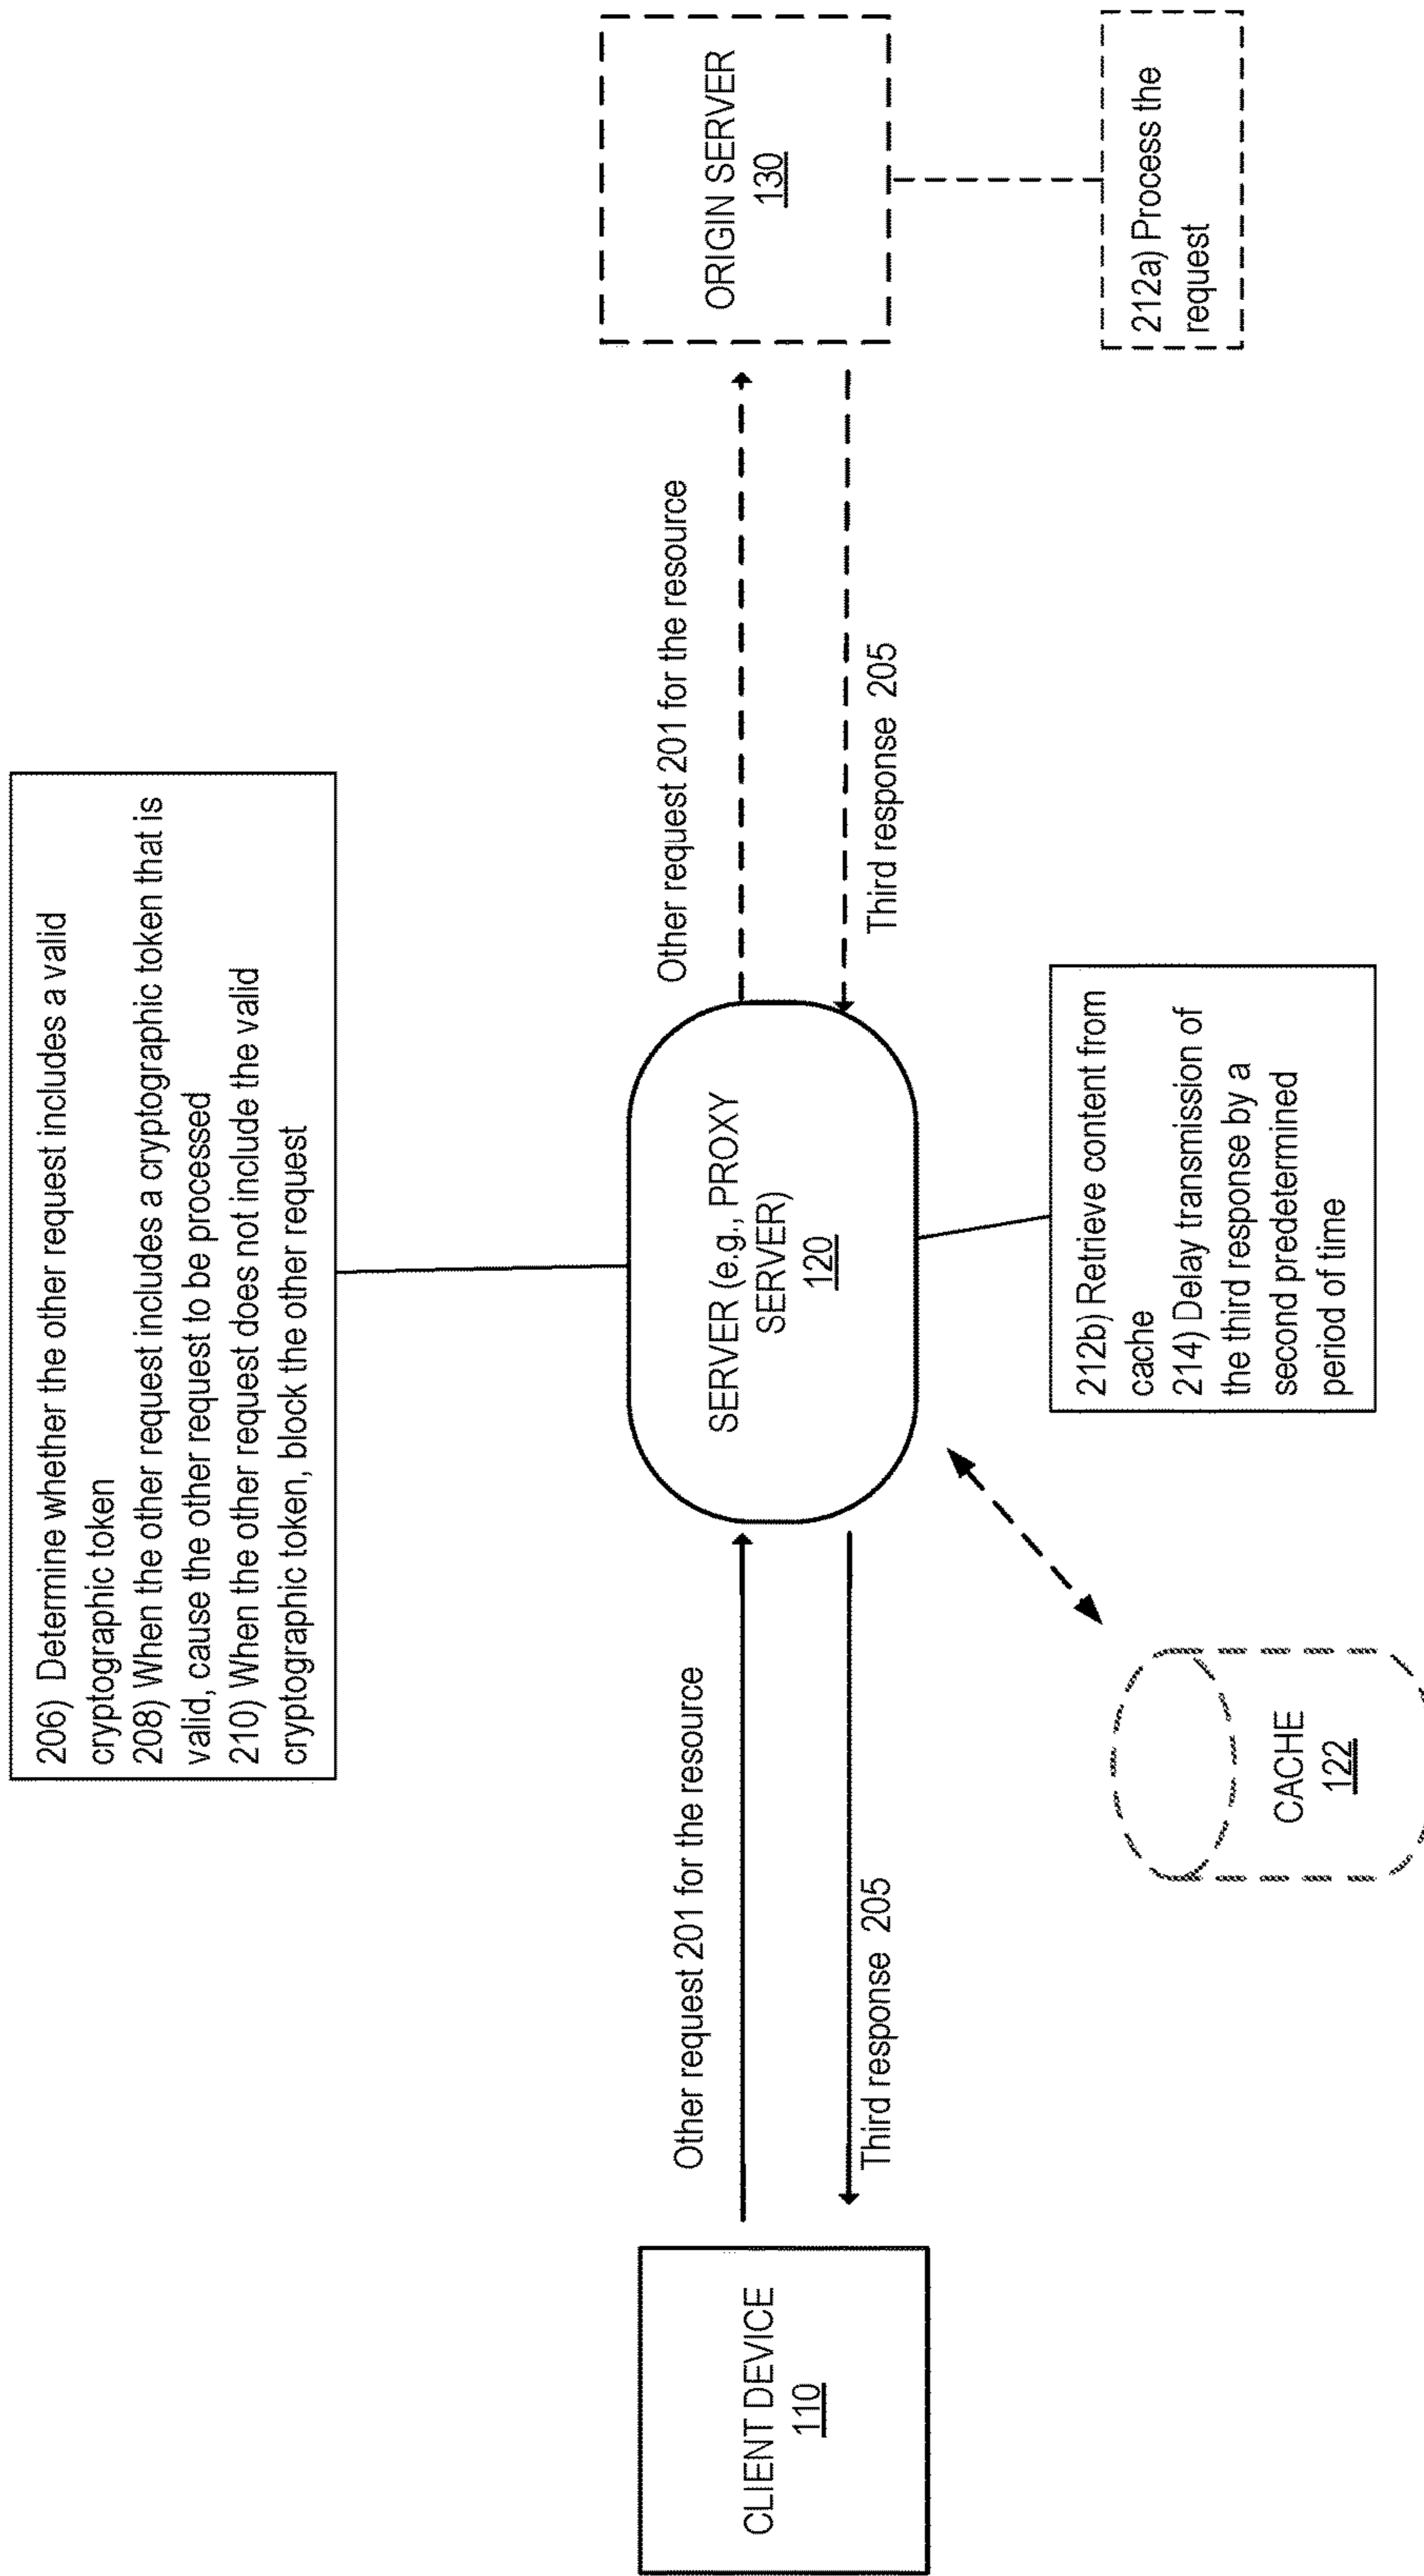 206) Determine whether the other request includes a valid
cryptographic token
208) When the other request includes a cryptographic token that is
valid, cause the other request to be processed
210) When the other request does not include the valid
cryptographic token, block the other request
CLIENT DEVICE
110
Other request 201 for the resource
Third response 205
SERVER (e.g., PROXY
SERVER)
120
Other request 201 for the resource
Third response 205
ORIGIN SERVER
130
CACHE
122
212b) Retrieve content from
cache
214) Delay transmission of
the third response by a
second predetermined
period of time
212a) Process the
request